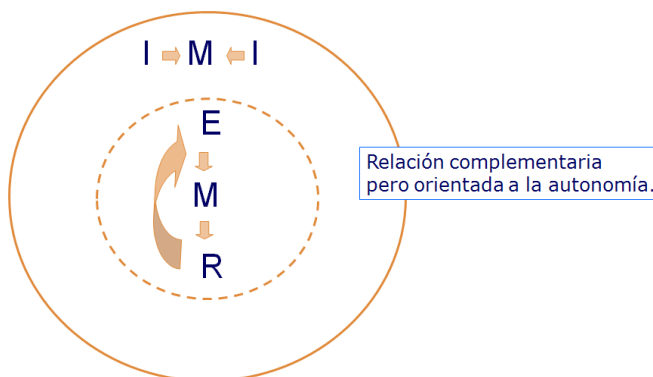 I M I
E
M
R
Relación complementaria
pero orientada a la autonomía.